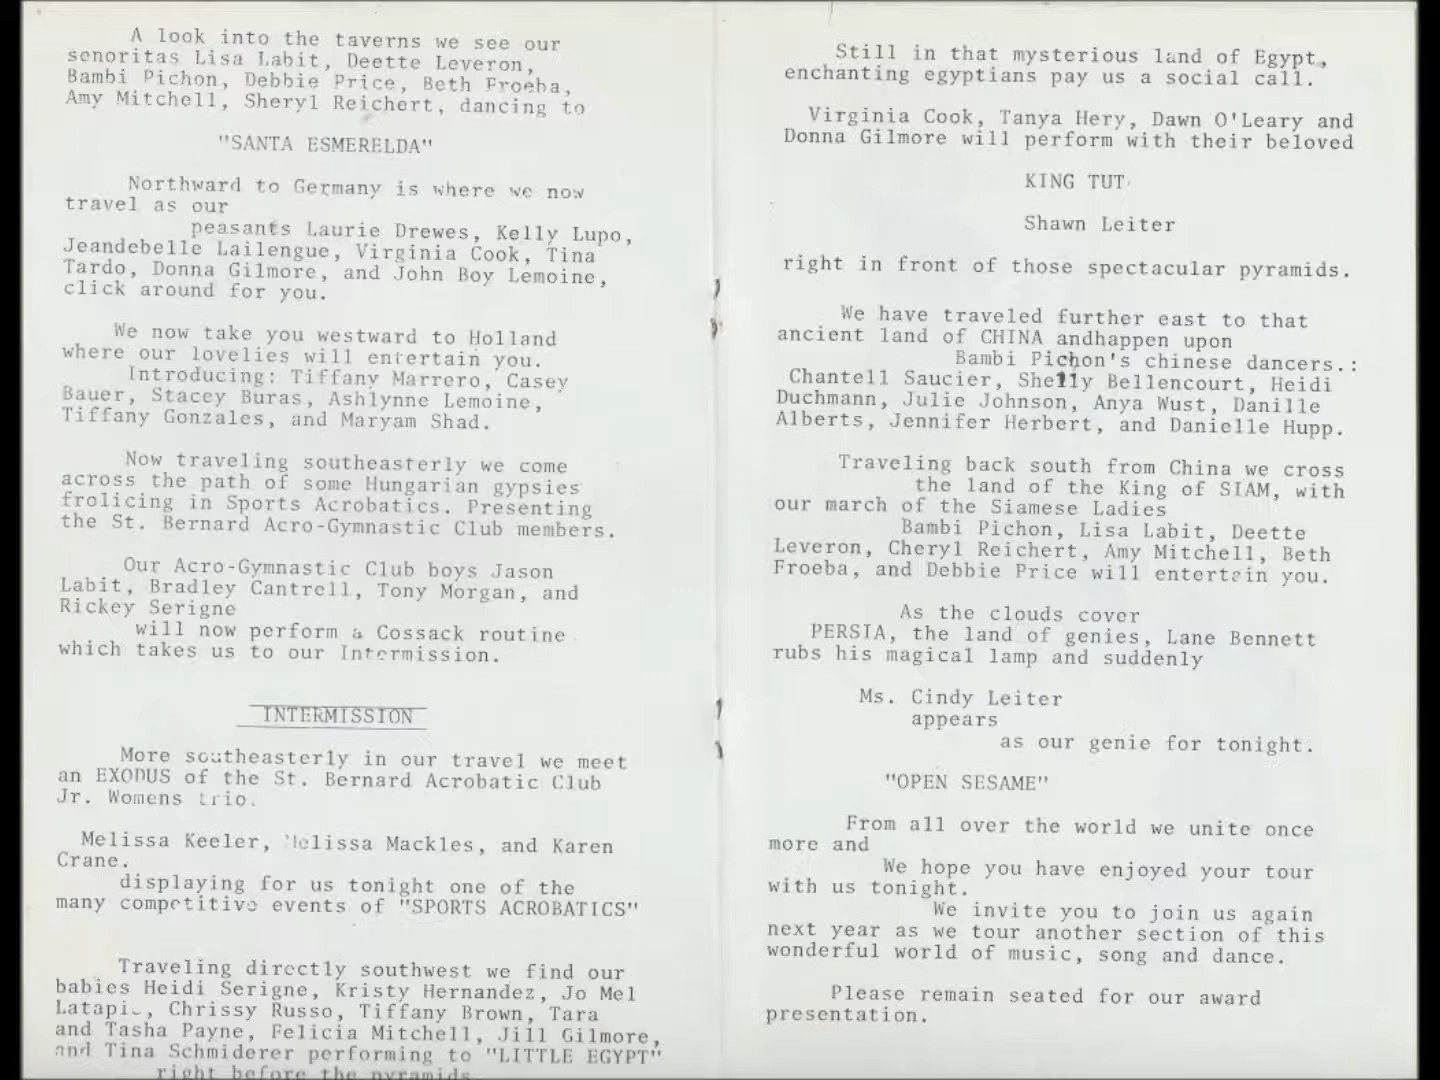 A look into the taverns we see our
senoritas Lisa Labit, Deette Leveron,
Bambi Pichon, Debbie Price, Beth Froeba,
Amy Mitchell, Sheryl Reichert, dancing to
"SANTA ESMERELDA"
Northward to Germany is where we now
travel as our
peasants Laurie Drewes, Kelly Lupo,
Jeandebelle Lailengue, Virginia Cook, Tina
Tardo, Donna Gilmore, and John Boy Lemoine,
click around for you.
We now take you westward to Holland
where our lovelies will entertain you.
Introducing: Tiffany Marrero, Casey
Bauer, Stacey Buras, Ashlynne Lemoine,
Tiffany Gonzales, and Maryam Shad.
Now traveling southeasterly we come
across the path of some Hungarian gypsies
frolicing in Sports Acrobatics. Presenting
the St. Bernard Acro-Gymnastic Club members.
Our Acro-Gymnastic Club boys Jason
Labit, Bradley Cantrell, Tony Morgan, and
Rickey Serigne
will now perform a Cossack routine
which takes us to our Intermission.
INTERMISSION
More southeasterly in our travel we meet
an EXODUS of the St. Bernard Acrobatic Club
Jr. Womens trio.
Melissa Keeler, Melissa Mackles, and Karen
Crane.
displaying for us tonight one of the
many competitive events of "SPORTS ACROBATICS"
Traveling directly southwest we find our
babies Heidi Serigne, Kristy Hernandez, Jo Mel
Chrissy Russo, Tiffany Brown, Tara
and Tasha Payne, Felicia Mitchell, Jill Gilmore,
and Tina Schmiderer performing to "LITTLE EGYPT"
right before the pyramids
Still in that mysterious land of Egypt,
enchanting egyptians pay us a social call.
Virginia Cook, Tanya Hery, Dawn O'Leary and
Donna Gilmore will perform with their beloved
KING TUT
Shawn Leiter
right in front of those spectacular pyramids.
We have traveled further east to that
ancient land of CHINA andhappen upon
Bambi Pichon's chinese dancers.:
Chantell Saucier, Shelly Bellencourt, Heidi
Duchmann, Julie Johnson, Anya Wust, Danille
Alberts, Jennifer Herbert, and Danielle Hupp.
Traveling back south from China we cross
the land of the King of SIAM, with
our march of the Siamese Ladies
Bambi Pichon, Lisa Labit, Deette
Leveron, Cheryl Reichert, Amy Mitchell, Beth
Froeba, and Debbie Price will entertain you.
As the clouds cover
PERSIA, the land of genies, Lane Bennett
rubs his magical lamp and suddenly
Ms. Cindy Leiter
appears
as our genie for tonight.
"OPEN SESAME"
From all over the world we unite once
more and
We hope you have enjoyed your tour
with us tonight.
We invite you to join us again
next year as we tour another section of this
wonderful world of music, song and dance.
Please remain seated for our award
presentation.